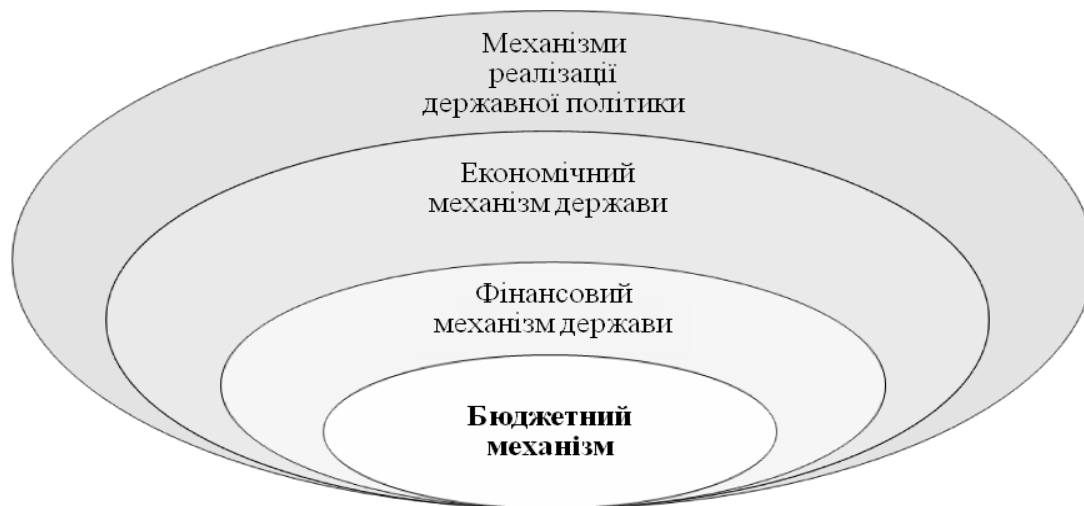 Механізми
реалізації
державної політики
Економічний
механізм держави
Фінансовий
механізм держави
Бюджетний
механізм